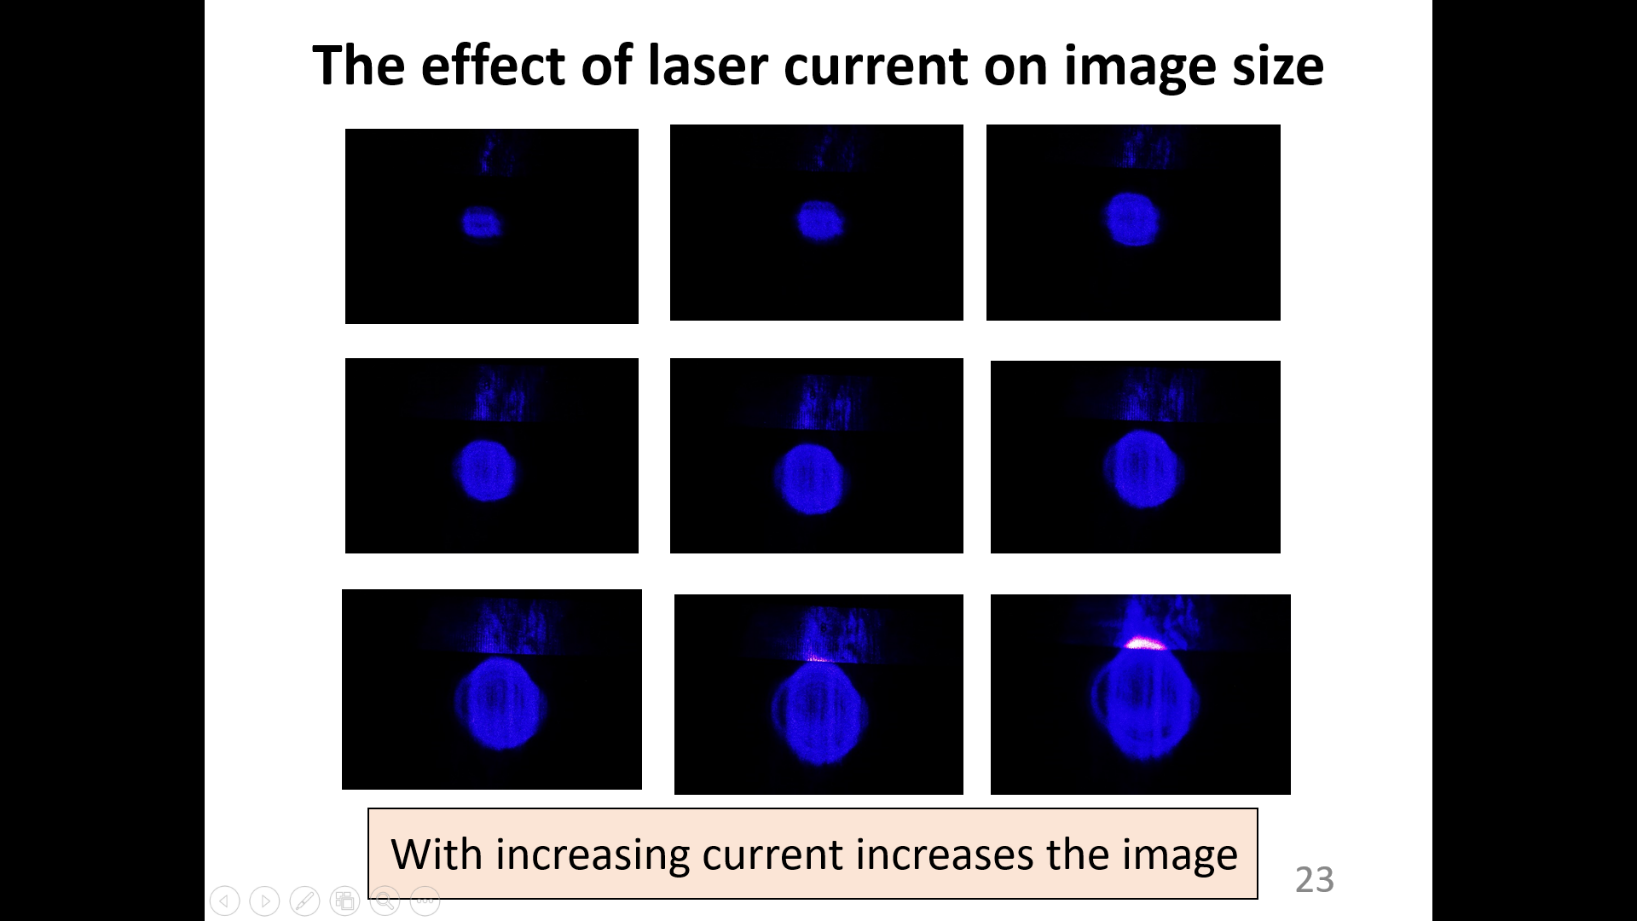 The effect of laser current on image size
With increasing current increases the image
23